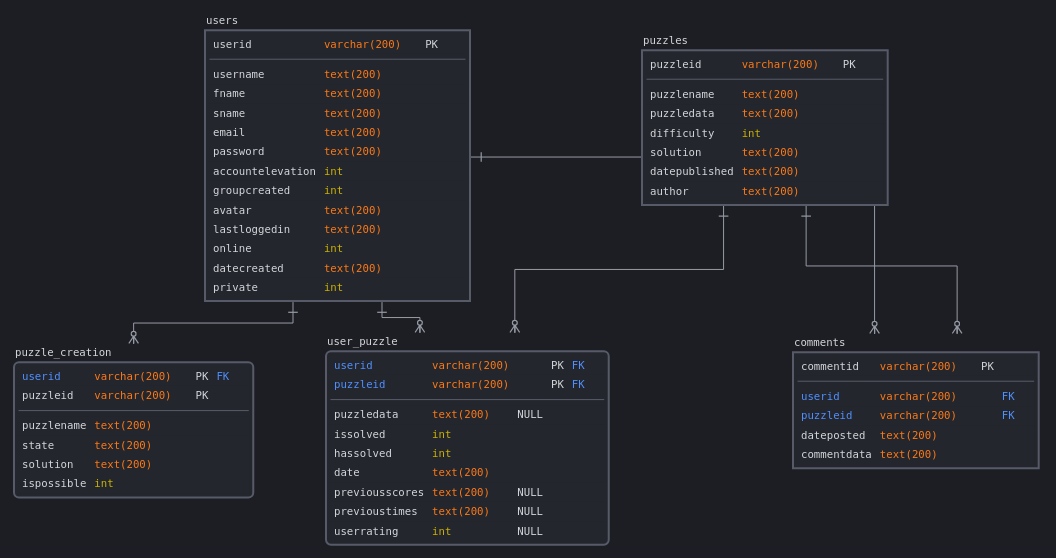 users
userid varchar(200) PK
username text(200)
fname text(200)
sname text(200)
email text(200)
password text(200)
accountelevation int
groupcreated int
avatar text(200)
lastloggedin text(200)
online int
datecreated text(200)
private int
puzzles
puzzleid varchar(200) PK
puzzlename text(200)
puzzledata text(200)
difficulty int
solution text(200)
datepublished text(200)
author text(200)
puzzle_creation
userid varchar(200) PK FK
puzzleid varchar(200) PK
puzzlename text(200)
state text(200)
solution text(200)
ispossible int
user_puzzle
userid varchar(200) PK FK
puzzleid varchar(200) PK FK
puzzledata text(200) NULL
issolved int
hassolved int
date text(200)
previousscores text(200) NULL
previoustimes text(200) NULL
userrating int NULL
comments
commentid varchar(200) PK
userid varchar(200) FK
puzzleid varchar(200) FK
dateposted text(200)
commentdata text(200)